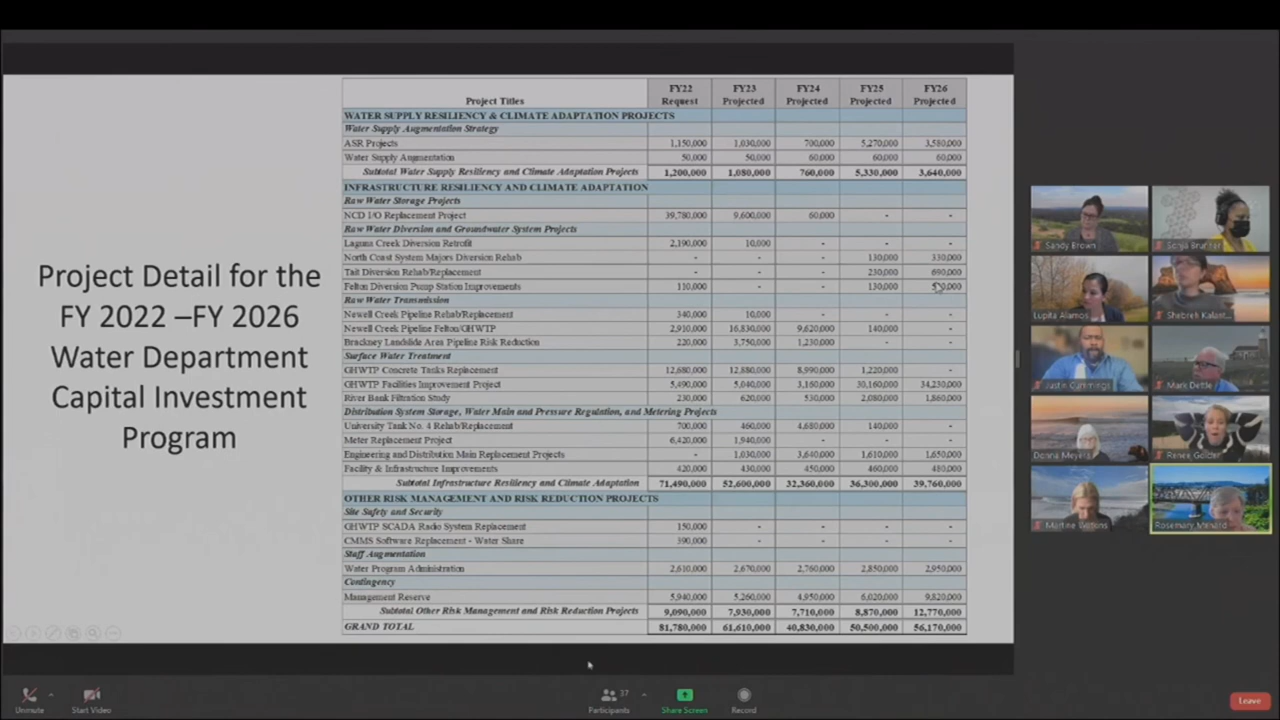 Project Detail for the
FY 2022 –FY 2026
Water Department
Capital Investment
Program
Project Titles FY22 Request FY23 Projected FY24 Projected FY25 Projected FY26 Projected
WATER SUPPLY RESILIENCY & CLIMATE ADAPTATION PROJECTS
Water Supply Augmentation Strategy
ASR Projects 1,150,000 1,030,000 700,000 5,270,000 3,580,000
Water Supply Augmentation 50,000 50,000 60,000 60,000 60,000
Subtotal Water Supply Resiliency and Climate Adaptation Projects 1,200,000 1,080,000 760,000 5,330,000 3,640,000
INFRASTRUCTURE RESILIENCY AND CLIMATE ADAPTATION
Raw Water Storage Projects
NCD I/O Replacement Project 39,780,000 9,600,000 60,000 - -
Raw Water Diversion and Groundwater System Projects
Laguna Creek Diversion Retrofit 2,190,000 10,000 - - -
North Coast System Majors Diversion Rehab - - - 130,000 330,000
Tait Diversion Rehab/Replacement - - - 230,000 690,000
Felton Diversion Pump Station Improvements 110,000 - - 130,000
Raw Water Transmission
Newell Creek Pipeline Rehab/Replacement 340,000 10,000 - - -
Newell Creek Pipeline Felton/GHWTP 2,910,000 16,830,000 9,620,000 140,000 -
Brackney Landslide Area Pipeline Risk Reduction 220,000 3,750,000 1,230,000 - -
Surface Water Treatment
GHWTP Concrete Tanks Replacement 12,680,000 12,880,000 8,990,000 1,220,000 -
GHWTP Facilities Improvement Project 5,490,000 5,040,000 3,160,000 30,160,000 34,230,000
River Bank Filtration Study 230,000 620,000 530,000 2,080,000 1,860,000
Distribution System Storage, Water Main and Pressure Regulation, and Metering Projects
University Tank No. 4 Rehab/Replacement 700,000 460,000 4,680,000 140,000 -
Meter Replacement Project 6,420,000 1,940,000 - - -
Engineering and Distribution Main Replacement Projects - 1,030,000 3,640,000 1,610,000 1,650,000
Facility & Infrastructure Improvements 420,000 430,000 450,000 460,000 480,000
Subtotal Infrastructure Resiliency and Climate Adaptation 71,490,000 52,600,000 32,360,000 36,300,000 39,760,000
OTHER RISK MANAGEMENT AND RISK REDUCTION PROJECTS
Site Safety and Security
GHWTP SCADA Radio System Replacement 150,000 - - - -
CMMS Software Replacement - Water Share 390,000 - - - -
Staff Augmentation
Water Program Administration 2,610,000 2,670,000 2,760,000 2,850,000 2,950,000
Contingency
Management Reserve 5,940,000 5,260,000 4,950,000 6,020,000 9,820,000
Subtotal Other Risk Management and Risk Reduction Projects 9,090,000 7,930,000 7,710,000 8,870,000 12,770,000
GRAND TOTAL 81,780,000 61,610,000 40,830,000 50,500,000 56,170,000
Sandy Brown
Sonja Brunner
Lupita Alamos
Shebreh Kalant...
Justin Cummings
Mark Dettle
Donna Meyers
Renee Golder
Martine Watkins
Rosemary Menard
Unmute
Start Video
37
Participants
Share Screen
Record
Leave